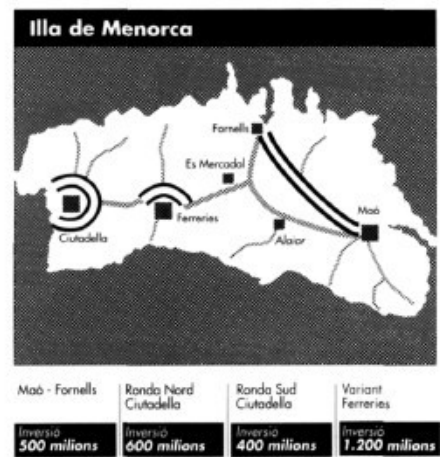 Illa de Menorca
Fornells
Es Mercadal
Maó
Ferreries
Ciutadella
Alaior
Maó - Fornells
Inversió
500 milions
Ronda Nord
Ciutadella
Inversió
600 milions
Ronda Sud
Ciutadella
Inversió
400 milions
Variant
Ferreries
Inversió
1.200 milions